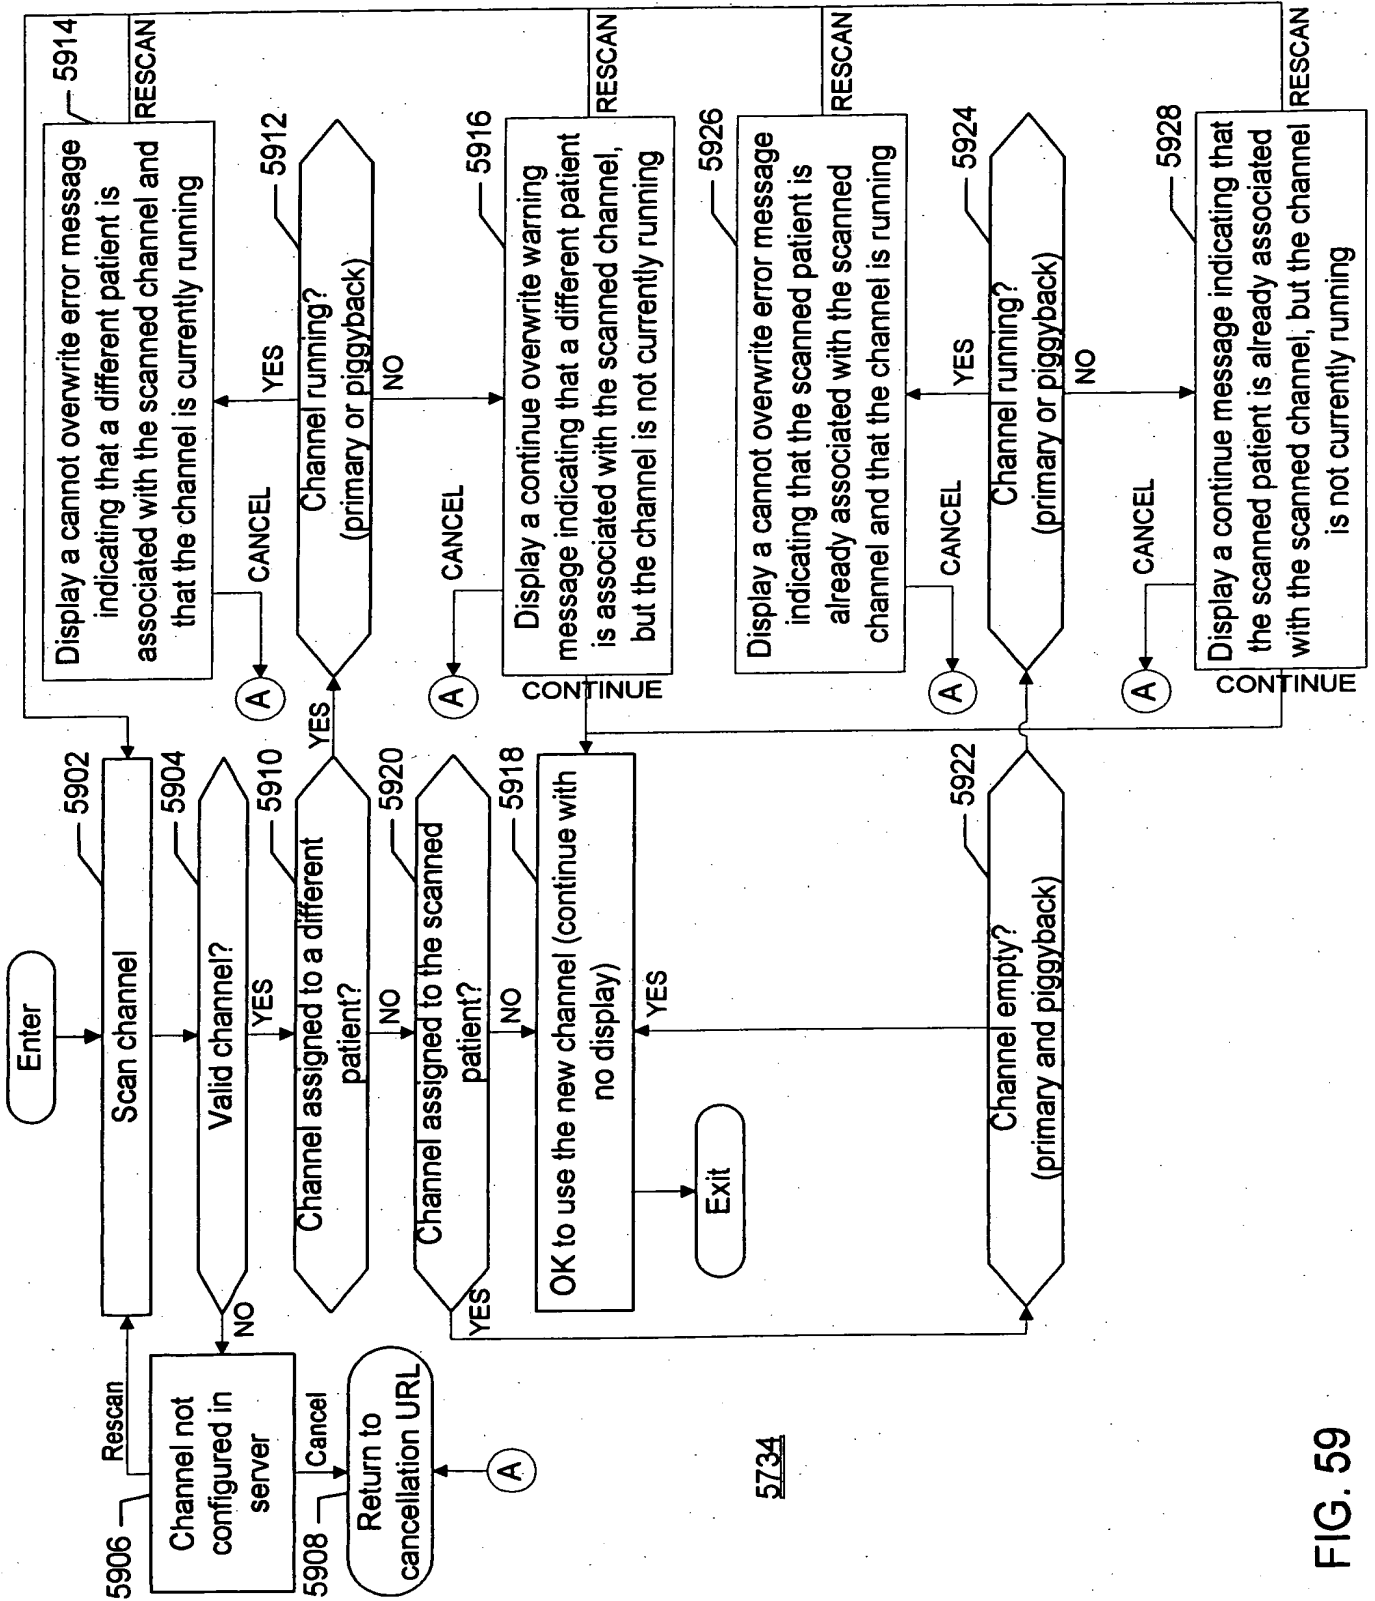 Enter
5902
Scan channel
5904
Valid channel?
NO
YES
Rescan
5906
Channel not
configured in
server
Cancel
5908
Return to
cancellation URL
A
5910
Channel assigned to a different
patient?
YES
NO
5920
Channel assigned to the scanned
patient?
YES
NO
5918
OK to use the new channel (continue with
no display)
YES
Exit
5922
Channel empty?
(primary and piggyback)
5914
Display a cannot overwrite error message
indicating that a different patient is
associated with the scanned channel and
that the channel is currently running
RESCAN
CANCEL
A
YES
5912
Channel running?
(primary or piggyback)
NO
CANCEL
A
5916
Display a continue overwrite warning
message indicating that a different patient
is associated with the scanned channel,
but the channel is not currently running
RESCAN
CONTINUE
5926
Display a cannot overwrite error message
indicating that the scanned patient is
already associated with the scanned
channel and that the channel is running
RESCAN
CANCEL
A
YES
5924
Channel running?
(primary or piggyback)
NO
CANCEL
A
5928
Display a continue message indicating that
the scanned patient is already associated
with the scanned channel, but the channel
is not currently running
RESCAN
CONTINUE
5734
FIG. 59